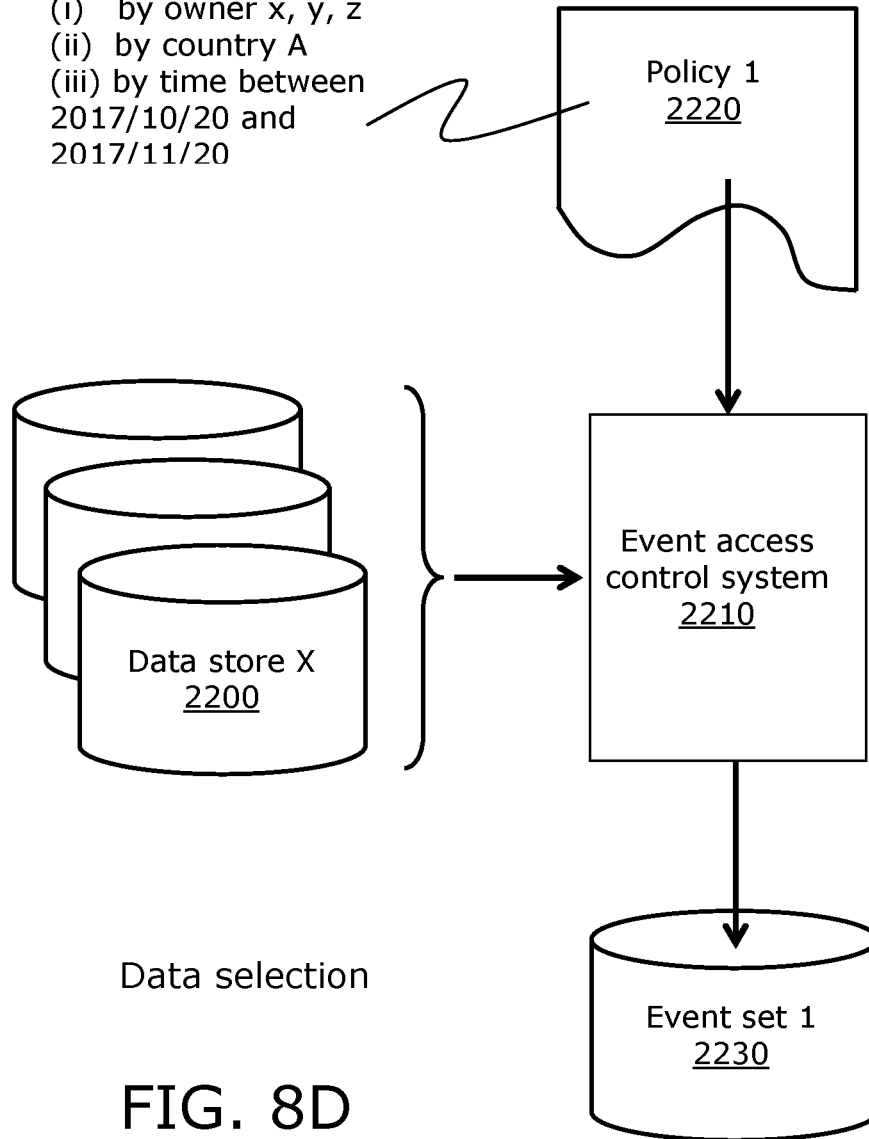 (i) by owner x, y, z
(ii) by country A
(iii) by time between
2017/10/20 and
2017/11/20
Policy 1
2220
Event access
control system
2210
Data store X
2200
Data selection
Event set 1
2230
FIG. 8D